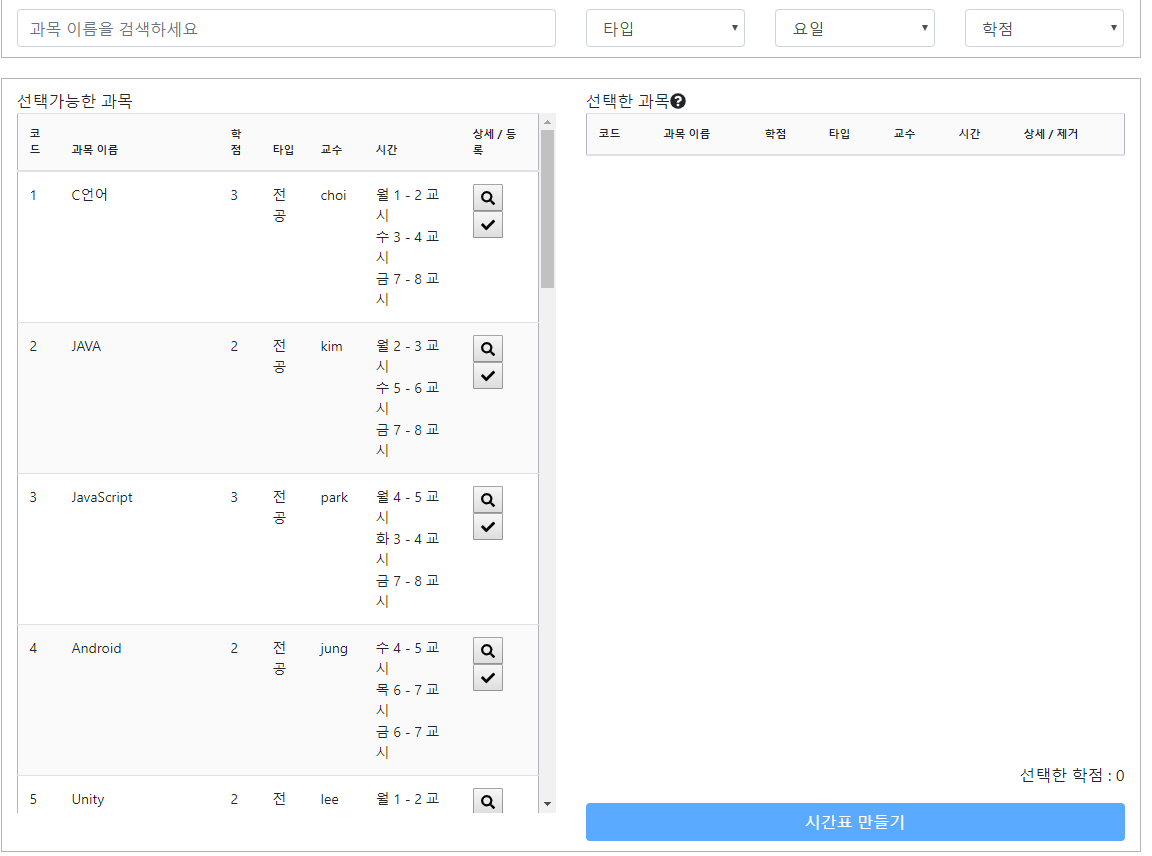 과목 이름을 검색하세요 타입 요일 학점
선택가능한 과목
코드 과목 이름 학점 타입 교수 시간 상세 / 등록
1 C언어 3 전공 choi 월 1 - 2 교시
수 3 - 4 교시
금 7 - 8 교시
2 JAVA 2 전공 kim 월 2 - 3 교시
수 5 - 6 교시
금 7 - 8 교시
3 JavaScript 3 전공 park 월 4 - 5 교시
화 3 - 4 교시
금 7 - 8 교시
4 Android 2 전공 jung 수 4 - 5 교시
목 6 - 7 교시
금 6 - 7 교시
5 Unity 2 전 lee 월 1 - 2 교
선택한 과목
코드 과목 이름 학점 타입 교수 시간 상세 / 제거
선택한 학점 : 0
시간표 만들기